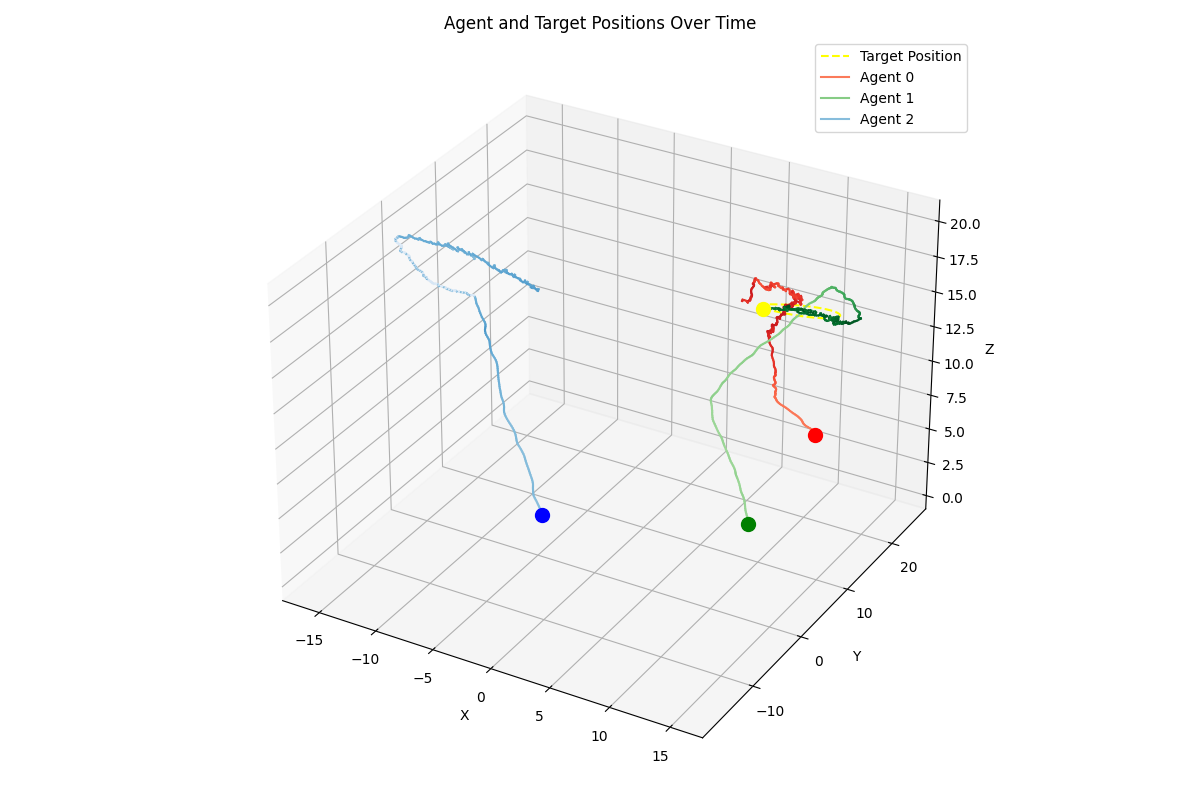 Agent and Target Positions Over Time
Target Position
Agent 0
Agent 1
Agent 2
20.0
17.5
15.0
12.5
10.0
7.5
5.0
2.5
0.0
Z
20
10
0
−10
Y
−15
−10
−5
0
5
10
15
X